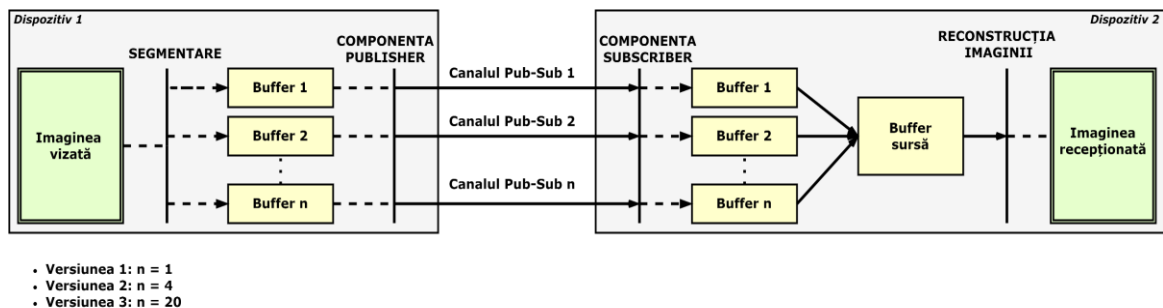 Dispozitiv 1
Dispozitiv 2
SEGMENTARE
COMPONENTA
PUBLISHER
COMPONENTA
SUBSCRIBER
RECONSTRUCȚIA
IMAGINII
Imaginea
vizată
Buffer 1
Buffer 2
Buffer n
Canalul Pub-Sub 1
Canalul Pub-Sub 2
Canalul Pub-Sub n
Buffer 1
Buffer 2
Buffer n
Buffer
sursă
Imaginea
recepționată
• Versiunea 1: n = 1
• Versiunea 2: n = 4
• Versiunea 3: n = 20